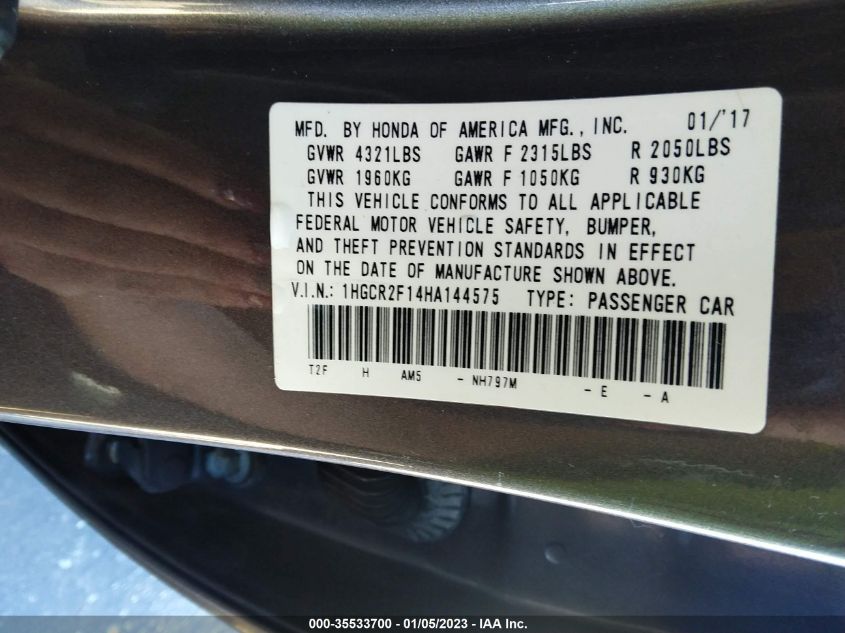 MFD. BY HONDA OF AMERICA MFG., INC. 01/'17
GVWR 4321LBS GAWR F 2315LBS R 2050LBS
GVWR 1960KG GAWR F 1050KG R 930KG
THIS VEHICLE CONFORMS TO ALL APPLICABLE
FEDERAL MOTOR VEHICLE SAFETY, BUMPER,
AND THEFT PREVENTION STANDARDS IN EFFECT
ON THE DATE OF MANUFACTURE SHOWN ABOVE.
V.I.N.: 1HGCR2F14HA144575 TYPE: PASSENGER CAR
T2F H AM5 - NH797M - E - A
000-35533700 - 01/05/2023 - IAA Inc.